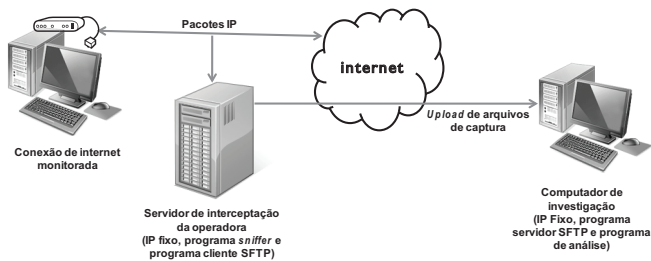 Pacotes IP
internet
Upload de arquivos
de captura
Conexão de internet
monitorada
Servidor de interceptação
da operadora
(IP fixo, programa sniffer e
programa cliente SFTP)
Computador de
investigação
(IP Fixo, programa
servidor SFTP e programa
de análise)